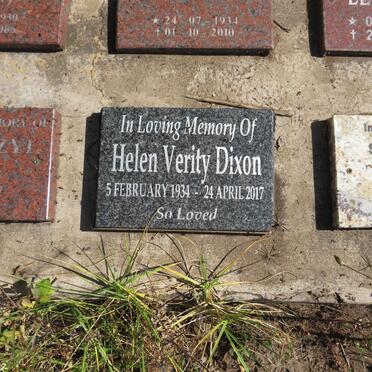 ★ 24 · 07 · 1934
✝ 01 · 10 · 2010
In Loving Memory Of
Helen Verity Dixon
5 FEBRUARY 1934 - 24 APRIL 2017
So Loved